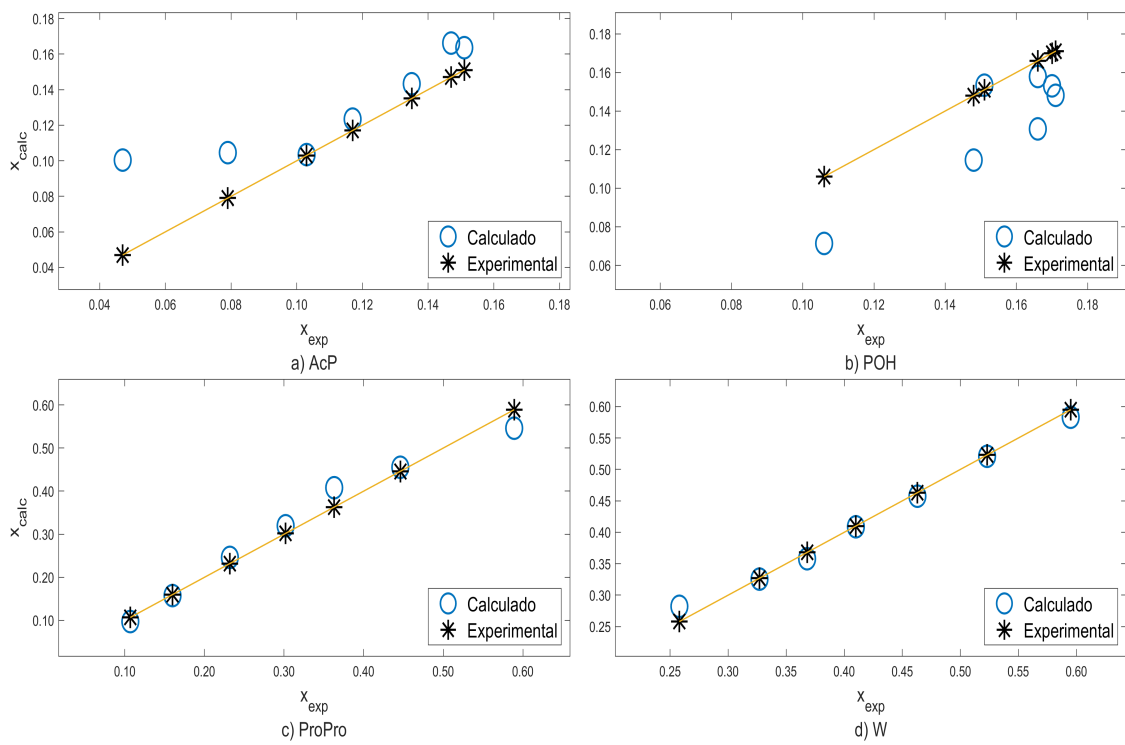 0.18
0.16
0.14
0.12
0.10
0.08
0.06
0.04
x_calc
0.04 0.06 0.08 0.10 0.12 0.14 0.16 0.18
x_exp
Calculado
Experimental
a) AcP
0.18
0.16
0.14
0.12
0.10
0.08
0.06
0.06 0.08 0.10 0.12 0.14 0.16 0.18
x_exp
Calculado
Experimental
b) POH
0.60
0.50
0.40
0.30
0.20
0.10
x_calc
0.10 0.20 0.30 0.40 0.50 0.60
x_exp
Calculado
Experimental
c) ProPro
0.60
0.55
0.50
0.45
0.40
0.35
0.30
0.25
0.25 0.30 0.35 0.40 0.45 0.50 0.55 0.60
x_exp
Calculado
Experimental
d) W